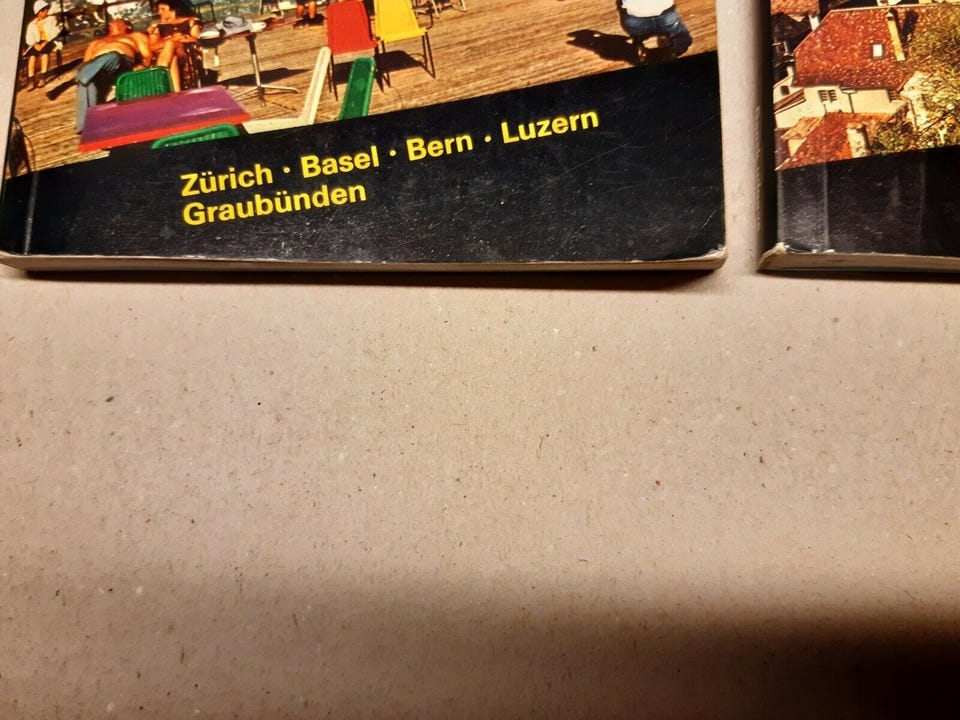 Zürich · Basel · Bern · Luzern
Graubünden